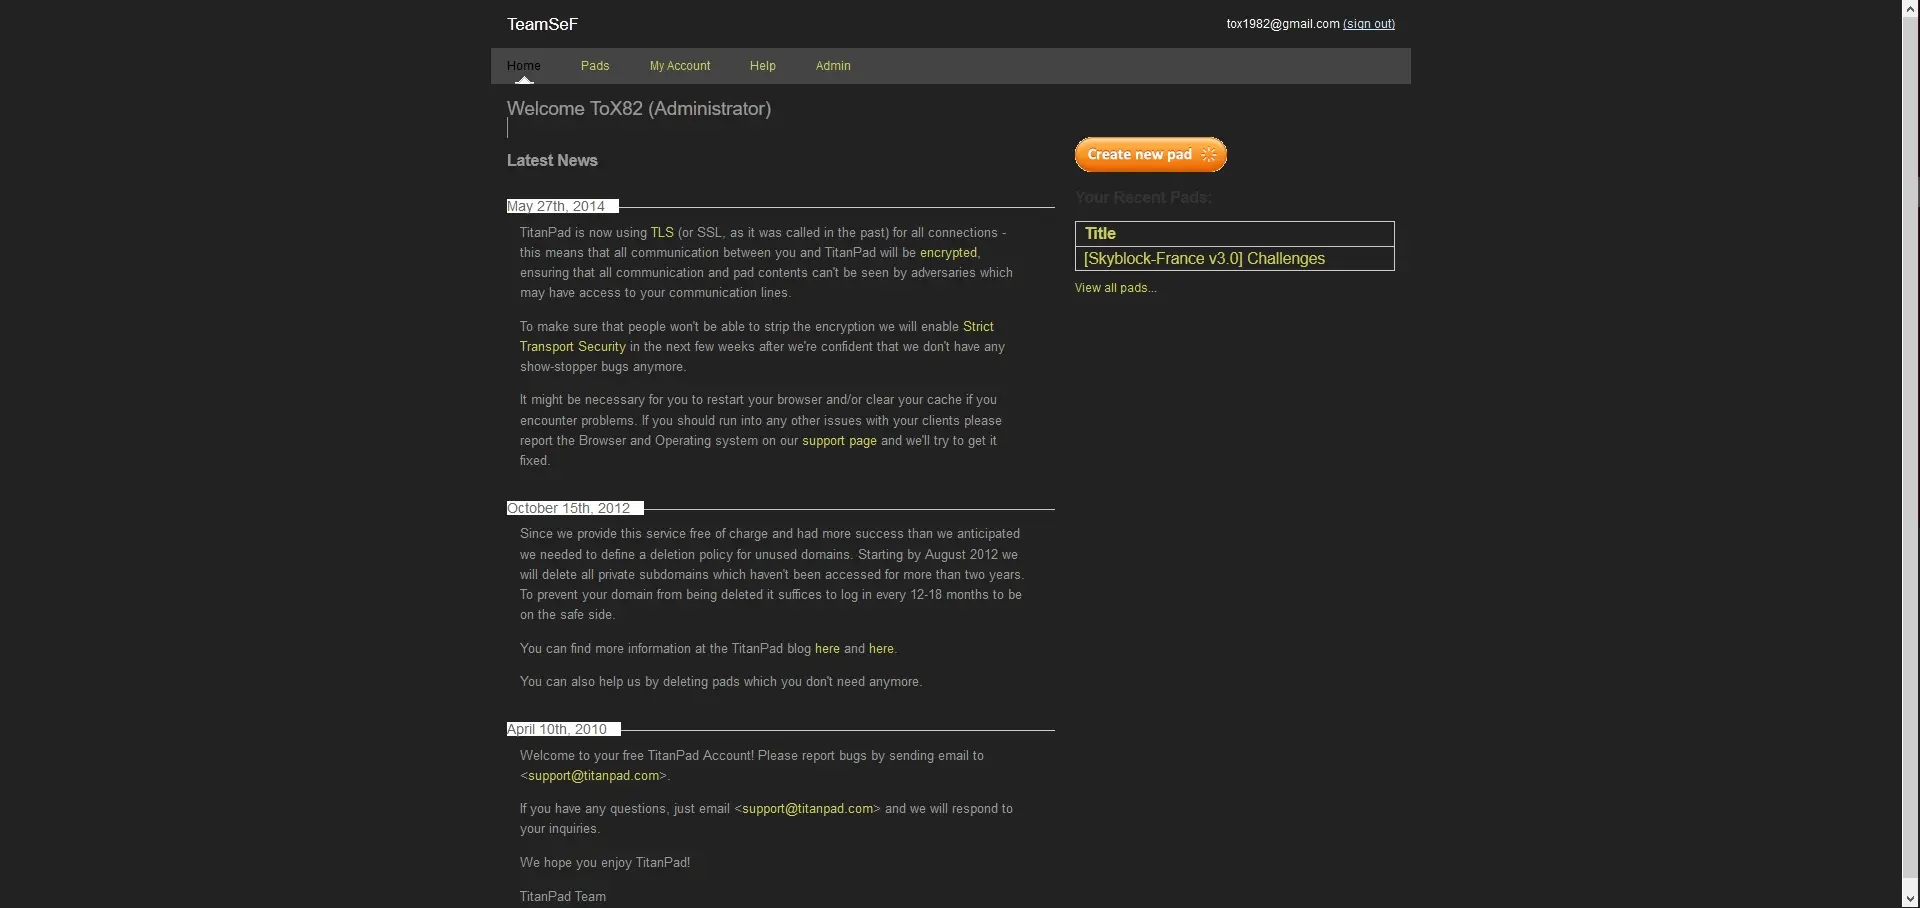 TeamSeF
tox1982@gmail.com (sign out)
Home Pads My Account Help Admin
Welcome ToX82 (Administrator)
Latest News
May 27th, 2014
TitanPad is now using TLS (or SSL, as it was called in the past) for all connections -
this means that all communication between you and TitanPad will be encrypted,
ensuring that all communication and pad contents can't be seen by adversaries which
may have access to your communication lines.
To make sure that people won't be able to strip the encryption we will enable Strict
Transport Security in the next few weeks after we're confident that we don't have any
show-stopper bugs anymore.
It might be necessary for you to restart your browser and/or clear your cache if you
encounter problems. If you should run into any other issues with your clients please
report the Browser and Operating system on our support page and we'll try to get it
fixed.
October 15th, 2012
Since we provide this service free of charge and had more success than we anticipated
we needed to define a deletion policy for unused domains. Starting by August 2012 we
will delete all private subdomains which haven't been accessed for more than two years.
To prevent your domain from being deleted it suffices to log in every 12-18 months to be
on the safe side.
You can find more information at the TitanPad blog here and here.
You can also help us by deleting pads which you don't need anymore.
April 10th, 2010
Welcome to your free TitanPad Account! Please report bugs by sending email to
<support@titanpad.com>.
If you have any questions, just email <support@titanpad.com> and we will respond to
your inquiries.
We hope you enjoy TitanPad!
TitanPad Team
Create new pad
Your Recent Pads:
Title
[Skyblock-France v3.0] Challenges
View all pads...